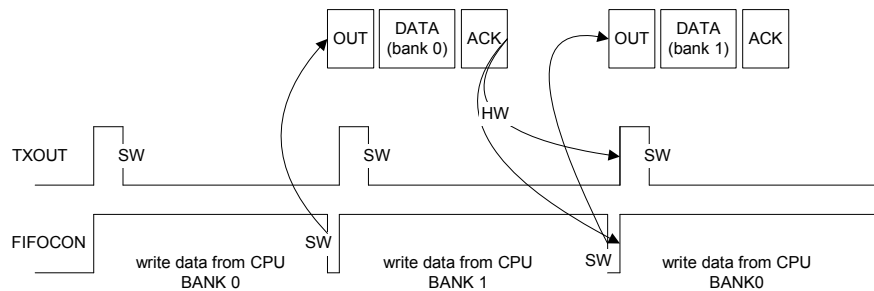 OUT DATA (bank 0) ACK OUT DATA (bank 1) ACK
HW
TXOUT SW SW SW
FIFOCON SW SW
write data from CPU write data from CPU write data from CPU
BANK 0 BANK 1 BANK0